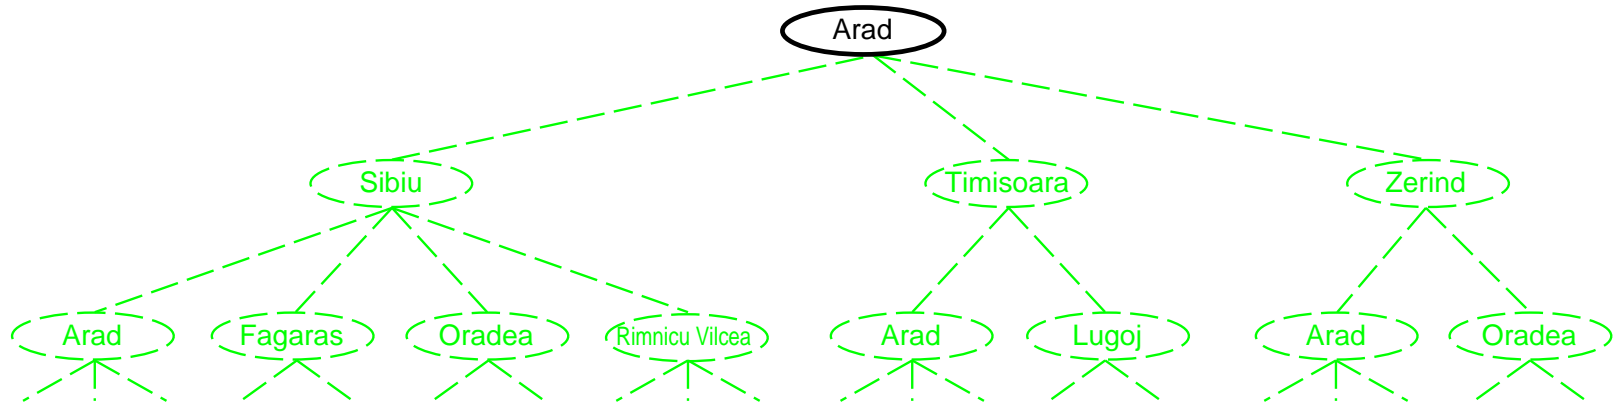 Arad
Sibiu
Timisoara
Zerind
Arad
Fagaras
Oradea
Rimnicu Vilcea
Arad
Lugoj
Arad
Oradea